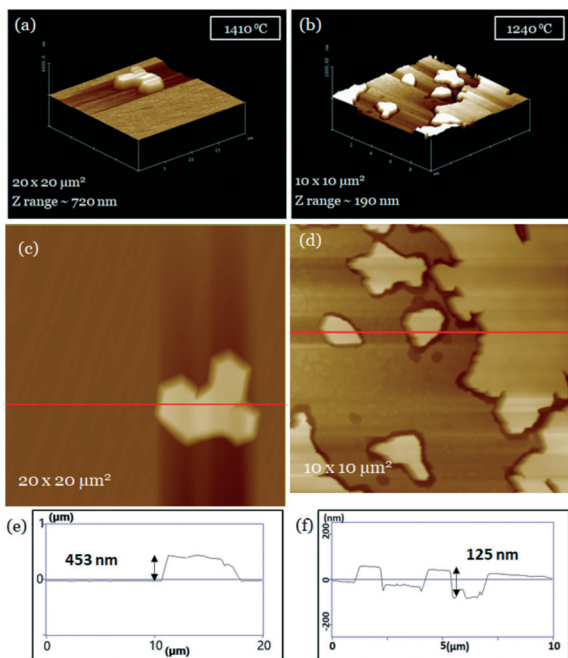 (a)
1410 ºC
20 x 20 µm²
Z range ~ 720 nm
(b)
1240 ºC
10 x 10 µm²
Z range ~ 190 nm
(c)
20 x 20 µm²
(d)
10 x 10 µm²
(e)
1
(µm)
453 nm
0
0
10
20
(µm)
(f)
(nm)
200
125 nm
0
-200
0
5(µm)
10